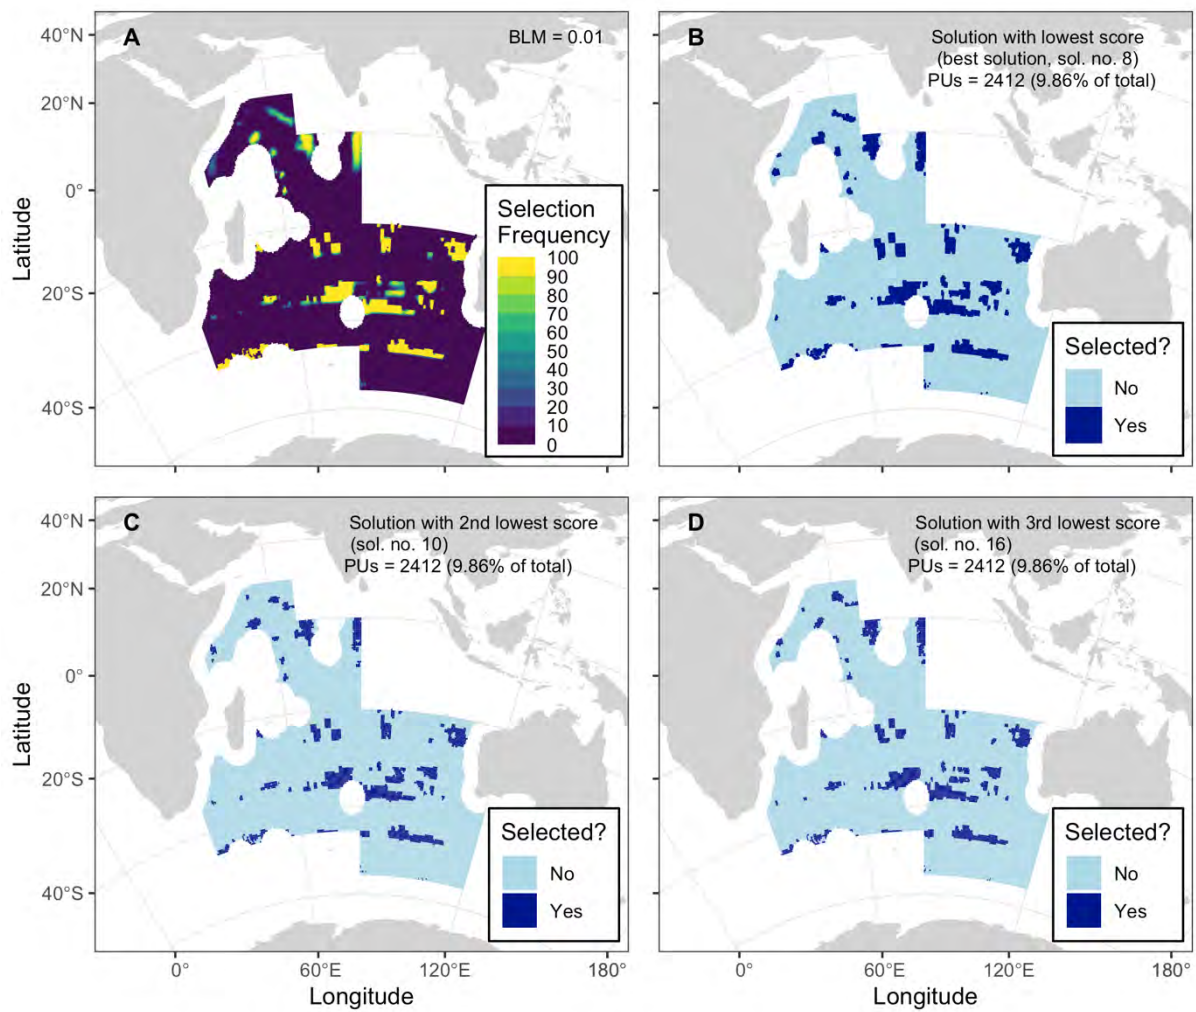 A
BLM = 0.01
B
Solution with lowest score
(best solution, sol. no. 8)
PUs = 2412 (9.86% of total)
40°N
20°N
0°
20°S
40°S
Latitude
Selection
Frequency
100
90
80
70
60
50
40
30
20
10
0
Selected?
No
Yes
C
Solution with 2nd lowest score
(sol. no. 10)
PUs = 2412 (9.86% of total)
D
Solution with 3rd lowest score
(sol. no. 16)
PUs = 2412 (9.86% of total)
40°N
20°N
0°
20°S
40°S
Latitude
Selected?
No
Yes
Selected?
No
Yes
0°
60°E
120°E
180°
Longitude
0°
60°E
120°E
180°
Longitude